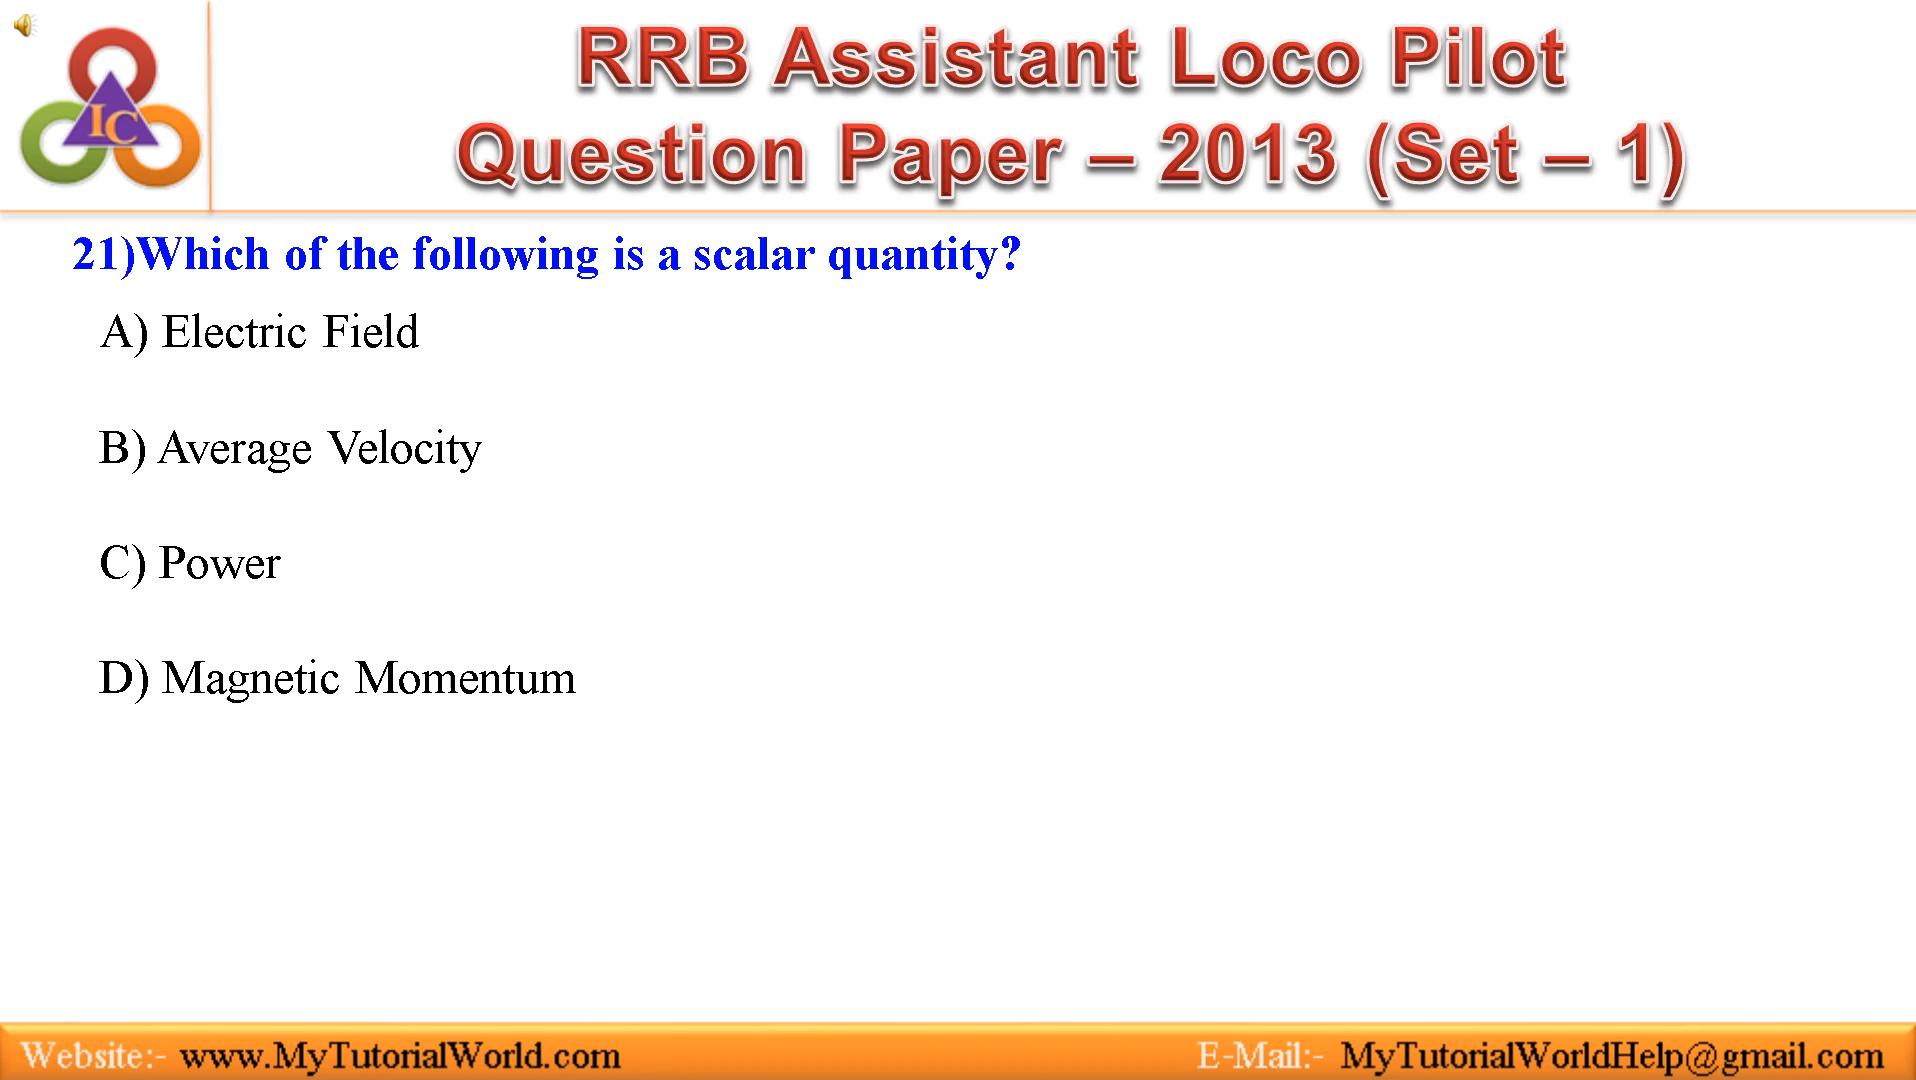 IC
RRB Assistant Loco Pilot
Question Paper – 2013 (Set – 1)
21)Which of the following is a scalar quantity?
A) Electric Field
B) Average Velocity
C) Power
D) Magnetic Momentum
Website:- www.MyTutorialWorld.com
E-Mail:- MyTutorialWorldHelp@gmail.com